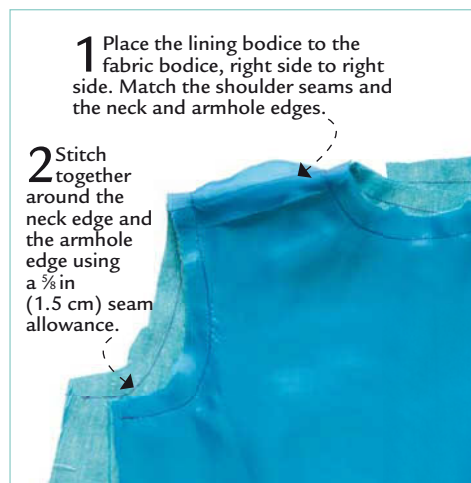 1 Place the lining bodice to the
fabric bodice, right side to right
side. Match the shoulder seams and
the neck and armhole edges.
2 Stitch
together
around the
neck edge and
the armhole
edge using
a ⅝ in
(1.5 cm) seam
allowance.